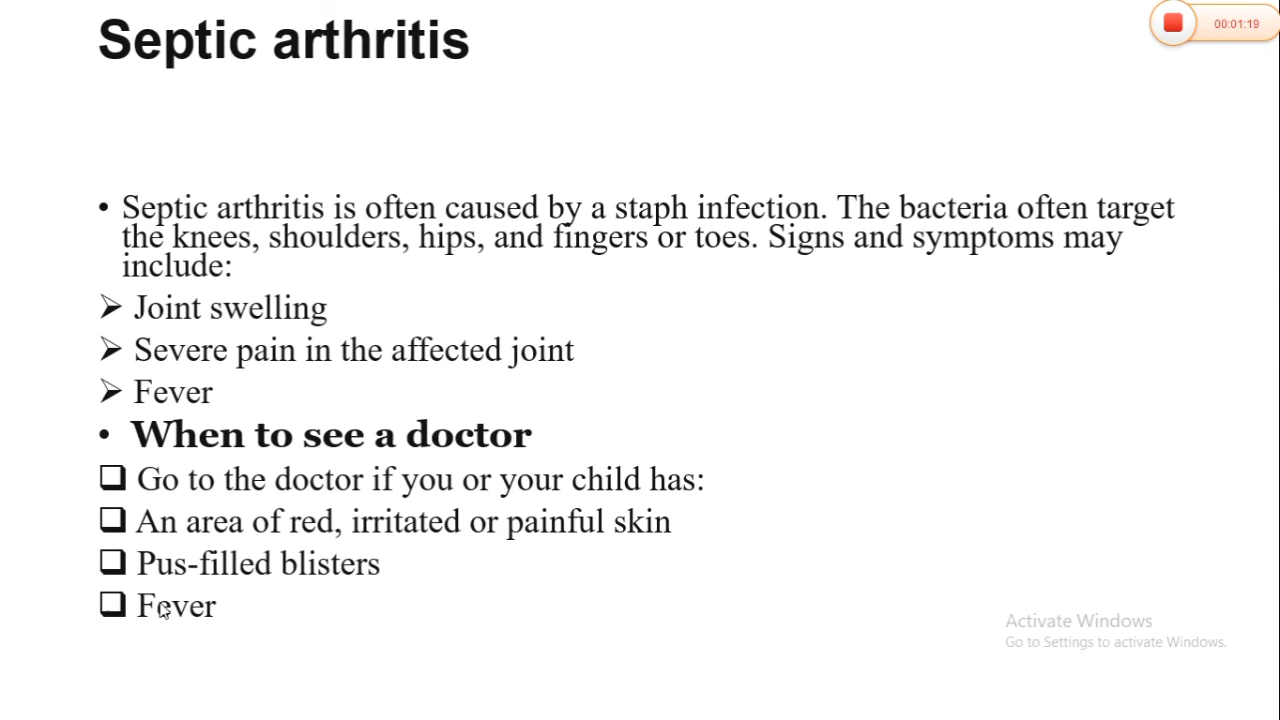 Septic arthritis
00:01:19
• Septic arthritis is often caused by a staph infection. The bacteria often target
the knees, shoulders, hips, and fingers or toes. Signs and symptoms may
include:
➢ Joint swelling
➢ Severe pain in the affected joint
➢ Fever
• When to see a doctor
❑ Go to the doctor if you or your child has:
❑ An area of red, irritated or painful skin
❑ Pus-filled blisters
❑ Fever
Activate Windows
Go to Settings to activate Windows.